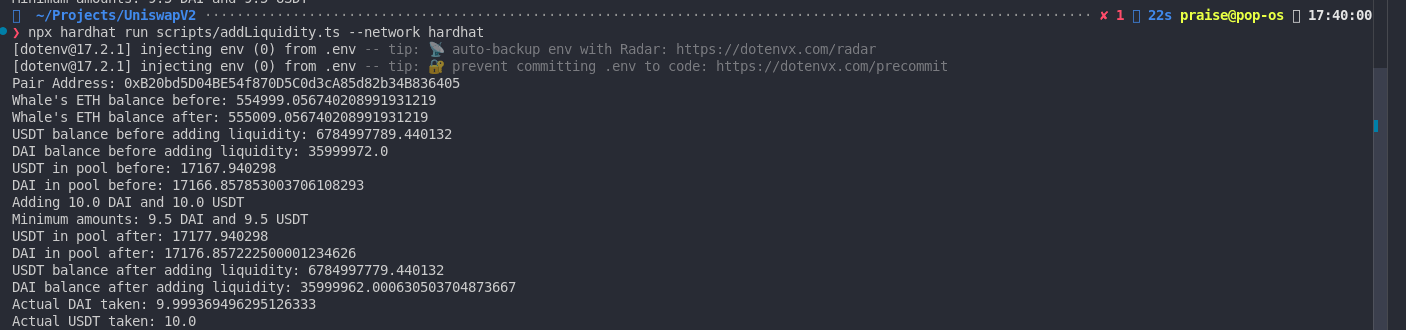 Minimum amounts: 9.5 DAI and 9.5 USDT
~/Projects/UniswapV2 ✘ 1 22s praise@pop-os 17:40:00
❯ npx hardhat run scripts/addLiquidity.ts --network hardhat
[dotenv@17.2.1] injecting env (0) from .env -- tip: 📡 auto-backup env with Radar: https://dotenvx.com/radar
[dotenv@17.2.1] injecting env (0) from .env -- tip: 🔐 prevent committing .env to code: https://dotenvx.com/precommit
Pair Address: 0xB20bd5D04BE54f870D5C0d3cA85d82b34B836405
Whale's ETH balance before: 554999.056740208991931219
Whale's ETH balance after: 555009.056740208991931219
USDT balance before adding liquidity: 6784997789.440132
DAI balance before adding liquidity: 35999972.0
USDT in pool before: 17167.940298
DAI in pool before: 17166.857853003706108293
Adding 10.0 DAI and 10.0 USDT
Minimum amounts: 9.5 DAI and 9.5 USDT
USDT in pool after: 17177.940298
DAI in pool after: 17176.857222500001234626
USDT balance after adding liquidity: 6784997779.440132
DAI balance after adding liquidity: 35999962.000630503704873667
Actual DAI taken: 9.999369496295126333
Actual USDT taken: 10.0